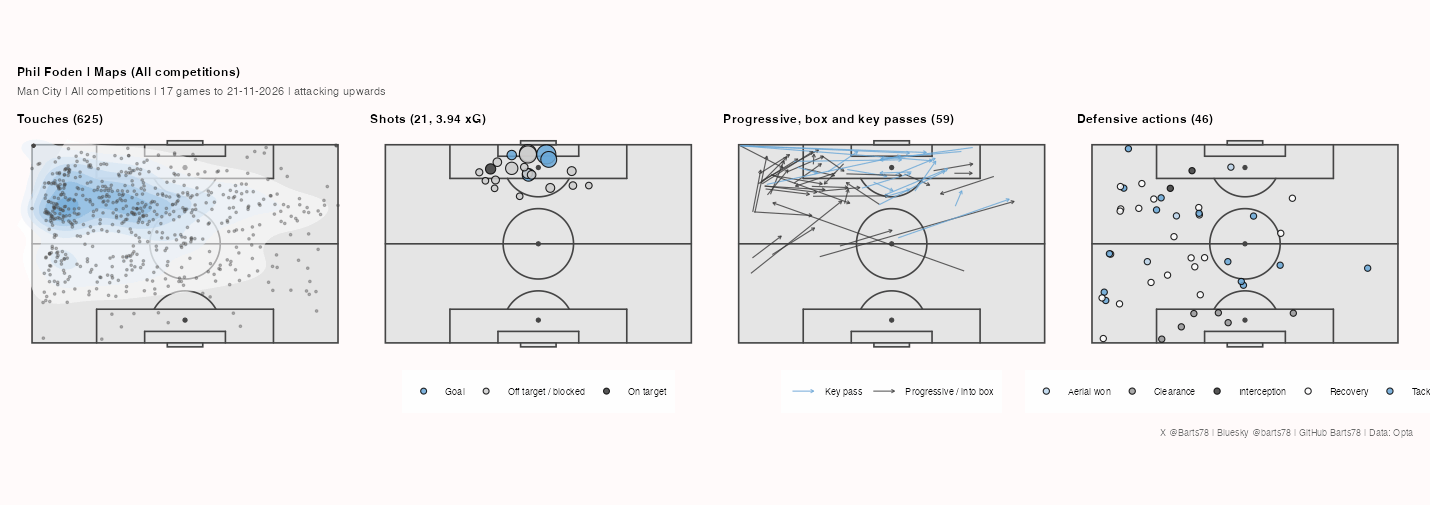 Phil Foden | Maps (All competitions)
Man City | All competitions | 17 games to 21-11-2026 | attacking upwards
Touches (625)
Shots (21, 3.94 xG)
Progressive, box and key passes (59)
Defensive actions (46)
Goal Off target / blocked On target
Key pass Progressive / Into box
Aerial won Clearance Interception Recovery Tack
X @Barts78 | Bluesky @barts78 | GitHub Barts78 | Data: Opta